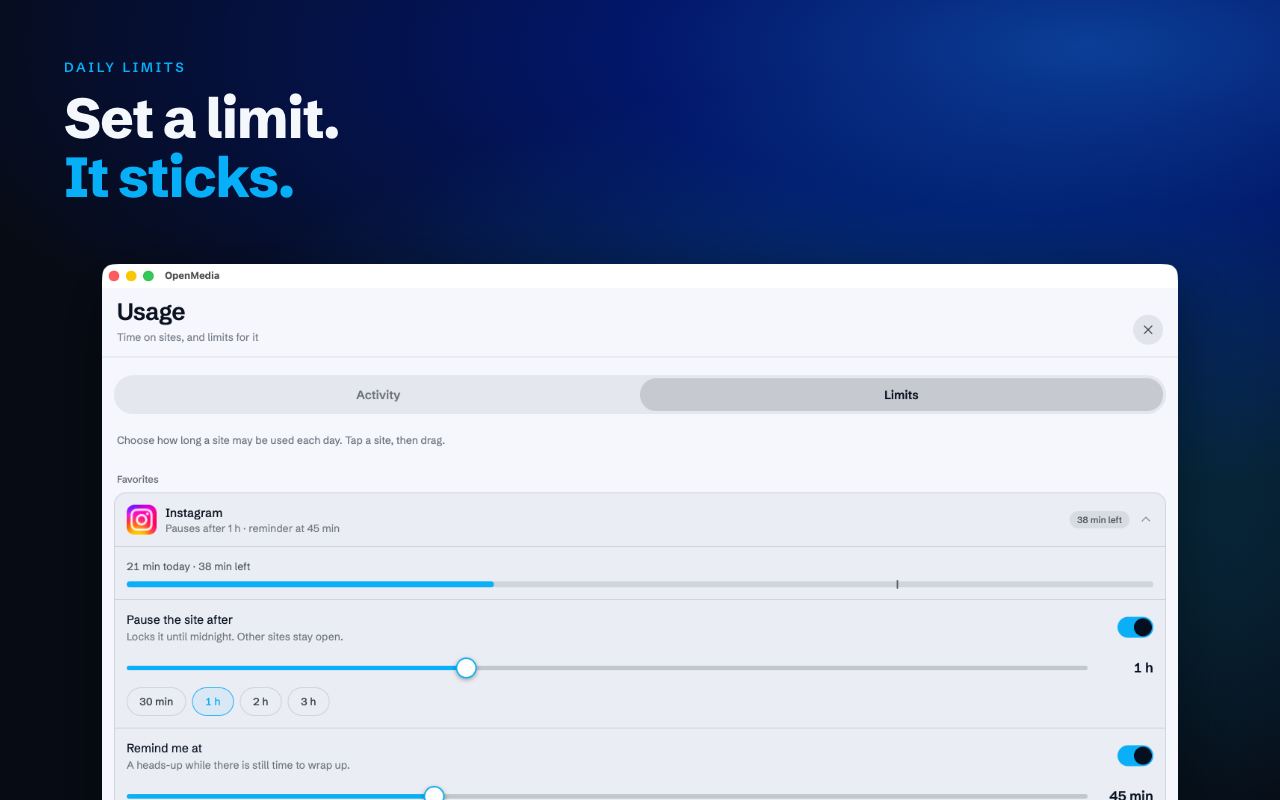 DAILY LIMITS
Set a limit.
It sticks.
OpenMedia
Usage
Time on sites, and limits for it
Activity
Limits
Choose how long a site may be used each day. Tap a site, then drag.
Favorites
Instagram
Pauses after 1 h · reminder at 45 min
38 min left
21 min today · 38 min left
Pause the site after
Locks it until midnight. Other sites stay open.
1 h
30 min
1 h
2 h
3 h
Remind me at
A heads-up while there is still time to wrap up.
45 min